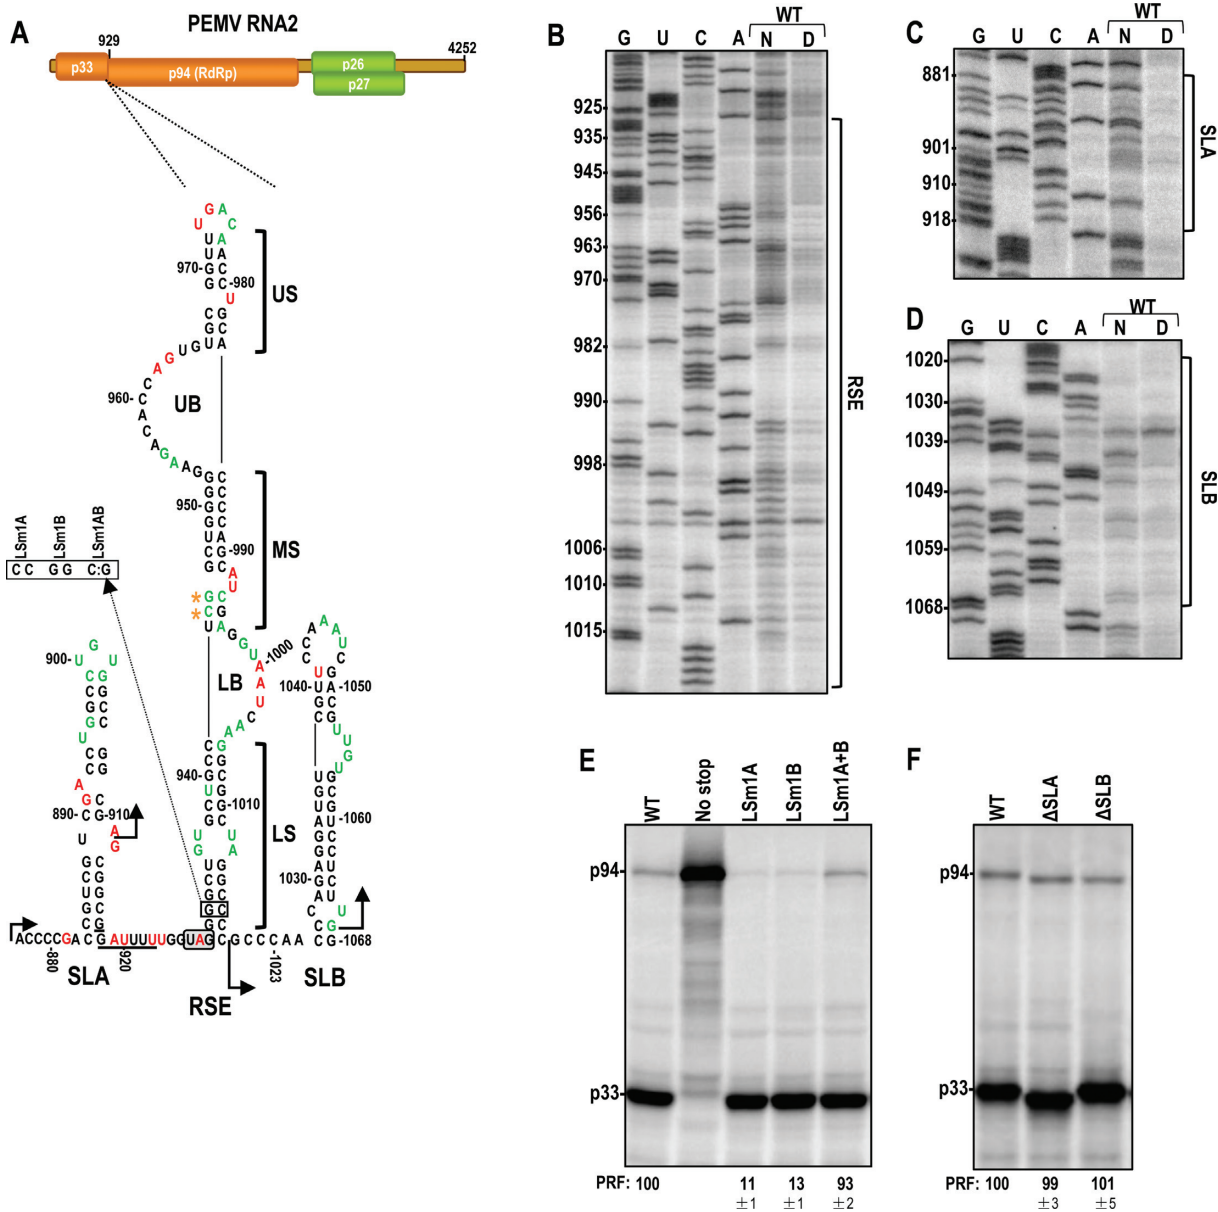 A
PEMV RNA2
929
4252
p33
p94 (RdRp)
p26
p27
US
UB
MS
LB
LS
970-
-980
960-
950-
-990
-1000
940-
-1010
900-
890-
-910
880
920
1040-
-1050
-1060
1030-
-1068
-1023
LSm1A
LSm1B
LSm1AB
CC GG C:G
* *
ACCCCGACGAUUUUUGGUAGCGCCCAA
SLA
RSE
SLB
B
WT
G U C A N D
925
935
945
956
963
970
982
990
998
1006
1010
1015
RSE
C
WT
G U C A N D
881
901
910
918
SLA
D
WT
G U C A N D
1020
1030
1039
1049
1059
1068
SLB
E
WT
No stop
LSm1A
LSm1B
LSm1A+B
p94-
p33-
PRF: 100 11 13 93
±1 ±1 ±2
F
WT
ΔSLA
ΔSLB
p94-
p33-
PRF: 100 99 101
±3 ±5